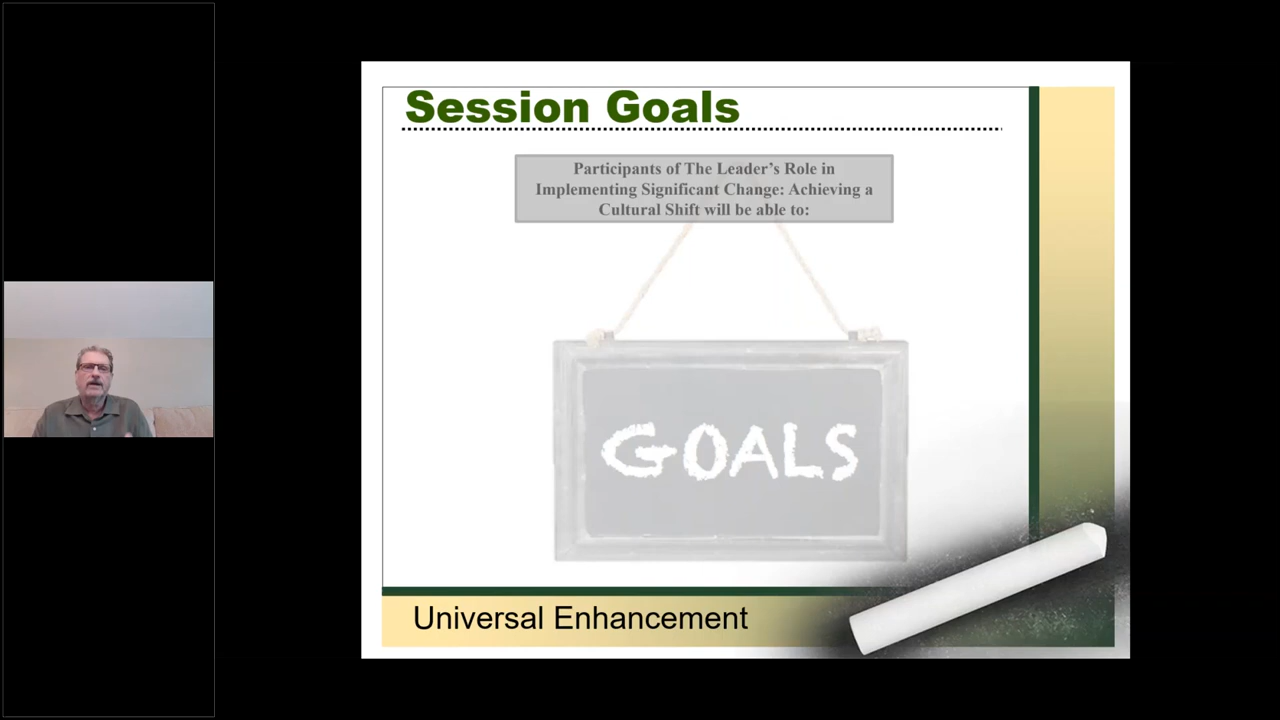 Session Goals
Participants of The Leader’s Role in
Implementing Significant Change: Achieving a
Cultural Shift will be able to:
GOALS
Universal Enhancement